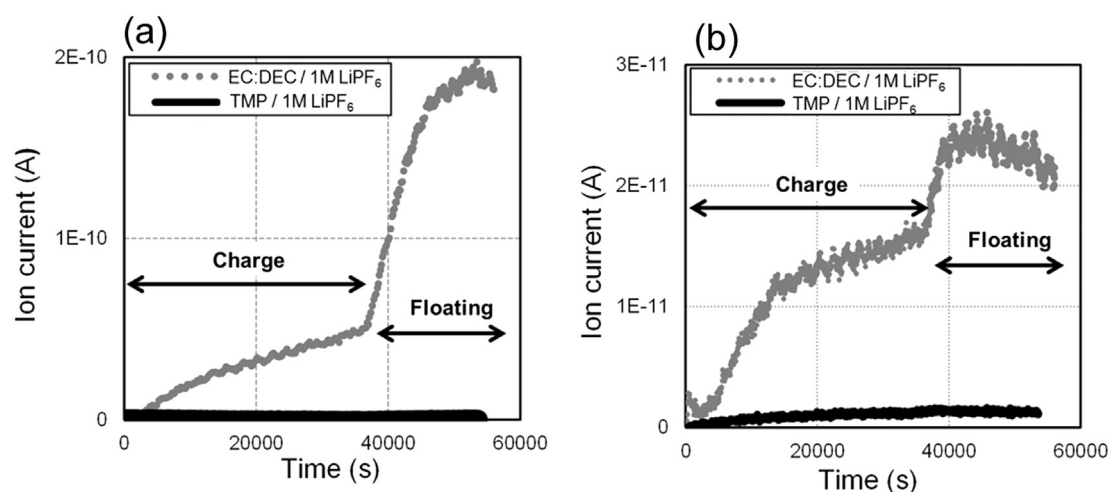 (a)
2E-10
EC:DEC / 1M LiPF₆
TMP / 1M LiPF₆
Ion current (A)
Charge
1E-10
Floating
0
0 20000 40000 60000
Time (s)
(b)
3E-11
EC:DEC / 1M LiPF₆
TMP / 1M LiPF₆
Ion current (A)
2E-11
Charge
Floating
1E-11
0
0 20000 40000 60000
Time (s)